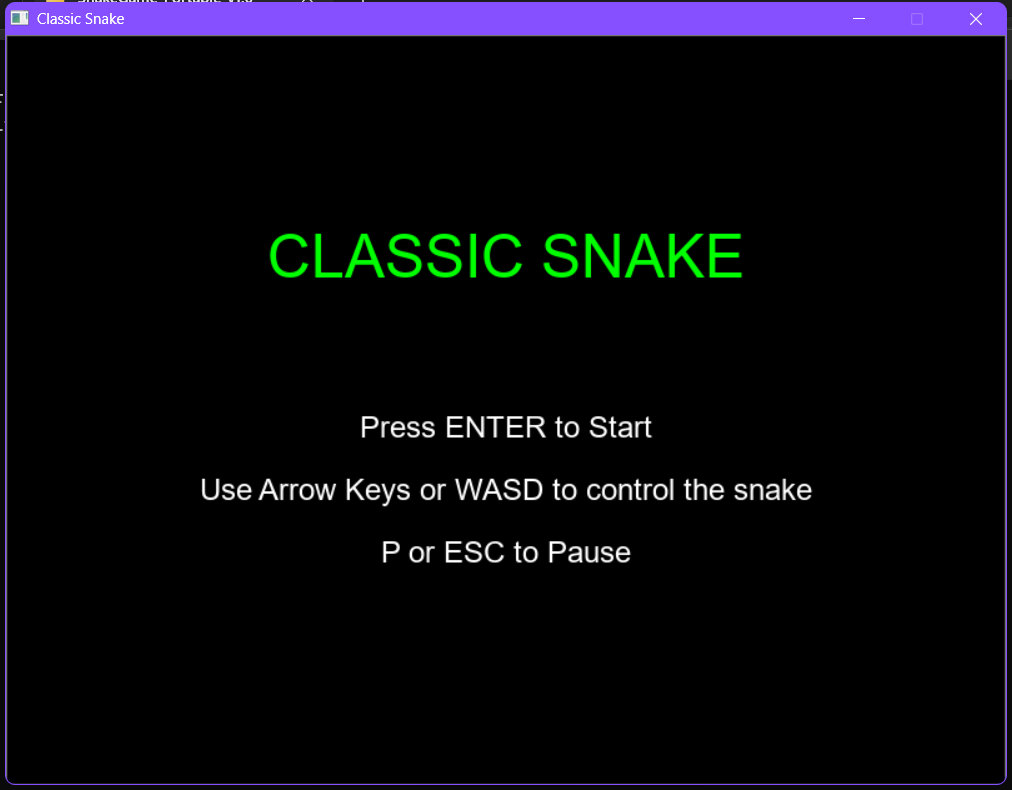 Classic Snake
CLASSIC SNAKE
Press ENTER to Start
Use Arrow Keys or WASD to control the snake
P or ESC to Pause